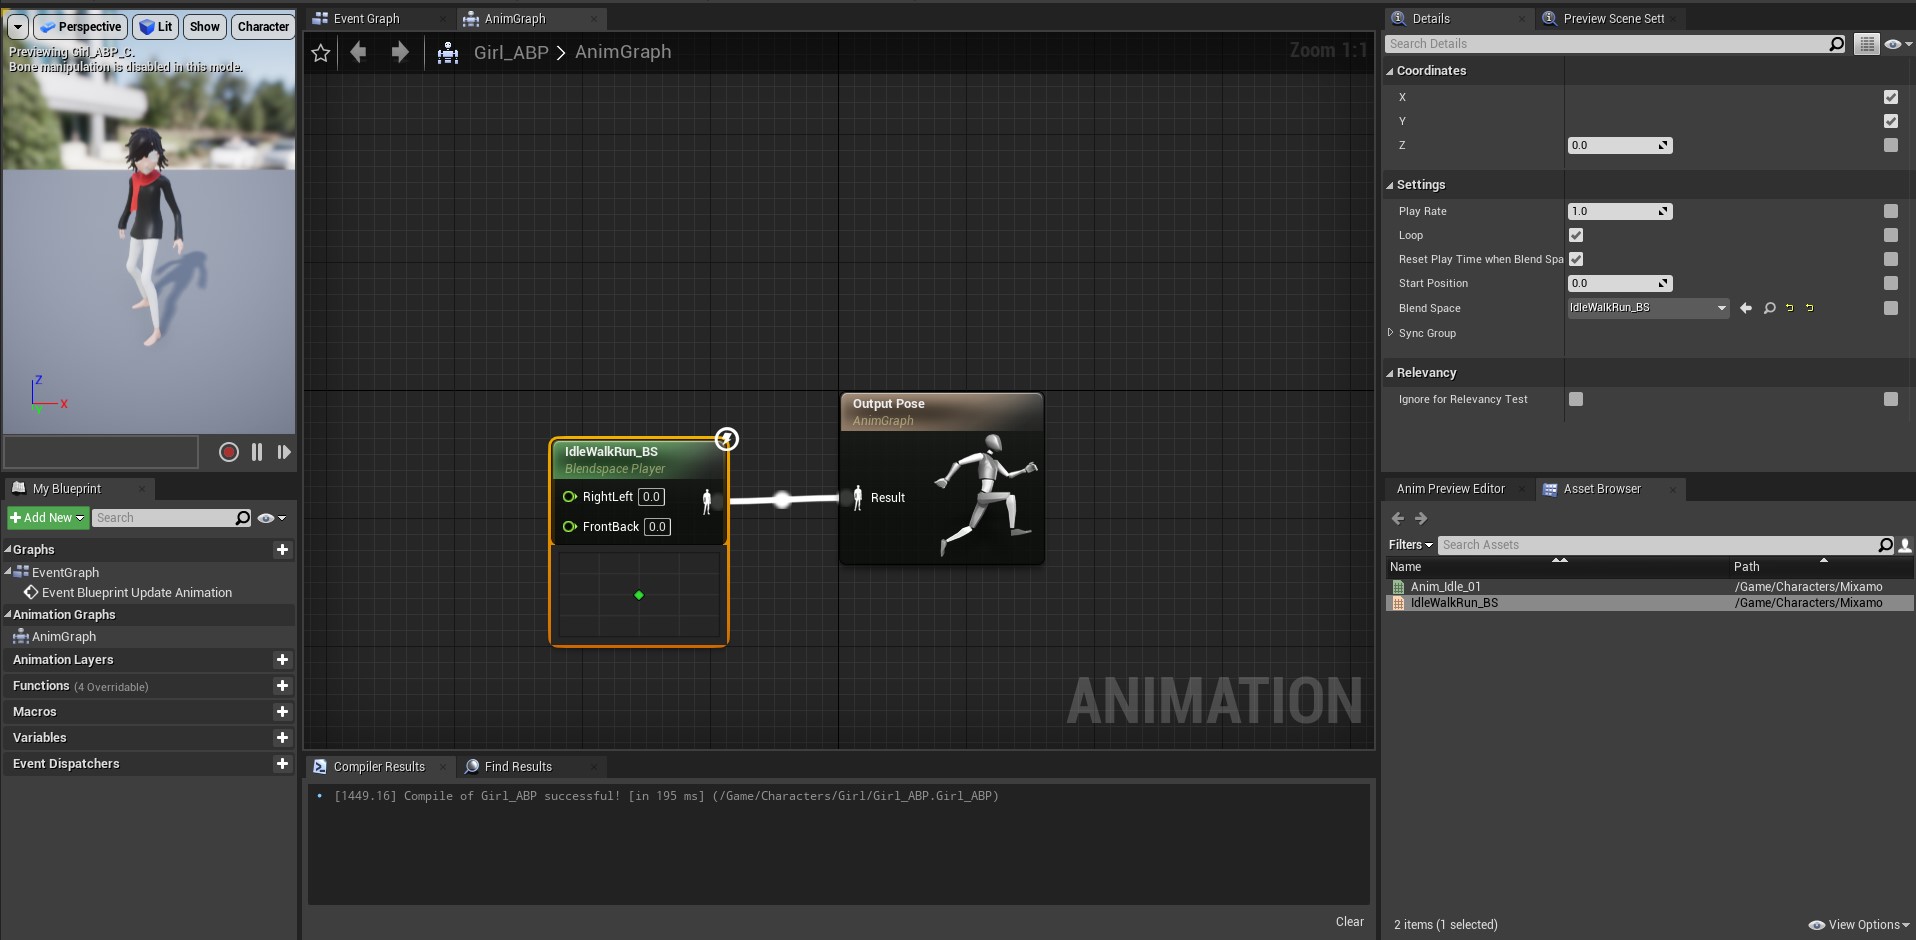 Perspective
Lit
Show
Character
Previewing Girl_ABP_C.
Bone manipulation is disabled in this mode.
Z
X
Y
My Blueprint
Add New
Search
Graphs
EventGraph
Event Blueprint Update Animation
Animation Graphs
AnimGraph
Animation Layers
Functions (4 Overridable)
Macros
Variables
Event Dispatchers
Event Graph
AnimGraph
Girl_ABP > AnimGraph
Zoom 1:1
IdleWalkRun_BS
Blendspace Player
RightLeft 0.0
FrontBack 0.0
Output Pose
AnimGraph
Result
ANIMATION
Compiler Results
Find Results
[1449.16] Compile of Girl_ABP successful! [in 195 ms] (/Game/Characters/Girl/Girl_ABP.Girl_ABP)
Clear
Details
Preview Scene Sett
Search Details
Coordinates
X
Y
Z 0.0
Settings
Play Rate 1.0
Loop
Reset Play Time when Blend Spa
Start Position 0.0
Blend Space IdleWalkRun_BS
Sync Group
Relevancy
Ignore for Relevancy Test
Anim Preview Editor
Asset Browser
Filters
Search Assets
Name Path
Anim_Idle_01 /Game/Characters/Mixamo
IdleWalkRun_BS /Game/Characters/Mixamo
2 items (1 selected)
View Options